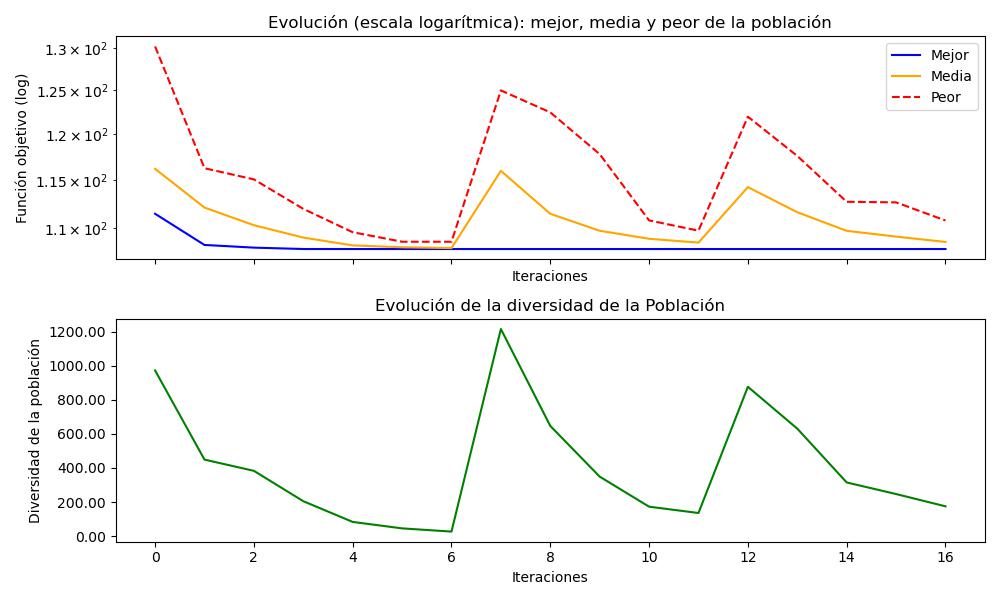 Evolución (escala logarítmica): mejor, media y peor de la población
Función objetivo (log)
1.3 × 10²
1.25 × 10²
1.2 × 10²
1.15 × 10²
1.1 × 10²
Mejor
Media
Peor
Iteraciones
Evolución de la diversidad de la Población
Diversidad de la población
1200.00
1000.00
800.00
600.00
400.00
200.00
0.00
0 2 4 6 8 10 12 14 16
Iteraciones